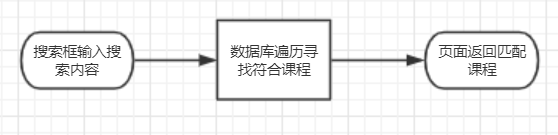 搜索框输入搜
索内容
数据库遍历寻
找符合课程
页面返回匹配
课程